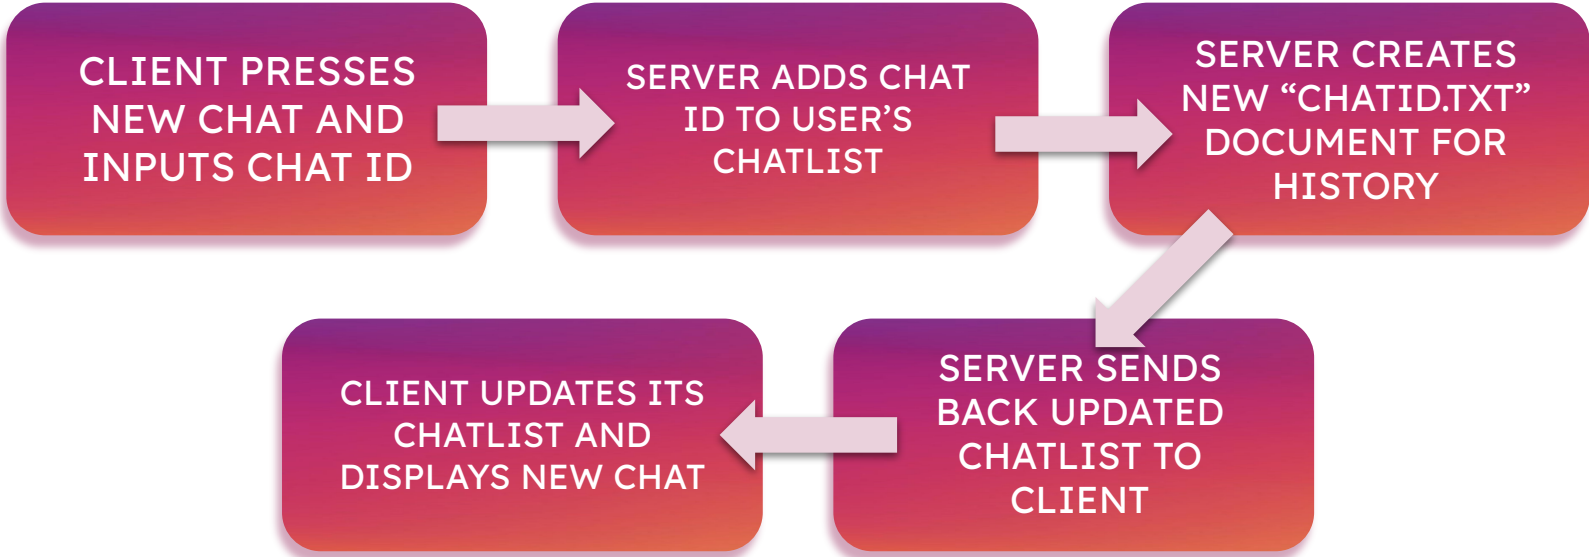 CLIENT PRESSES
NEW CHAT AND
INPUTS CHAT ID
SERVER ADDS CHAT
ID TO USER’S
CHATLIST
SERVER CREATES
NEW “CHATID.TXT”
DOCUMENT FOR
HISTORY
SERVER SENDS
BACK UPDATED
CHATLIST TO
CLIENT
CLIENT UPDATES ITS
CHATLIST AND
DISPLAYS NEW CHAT